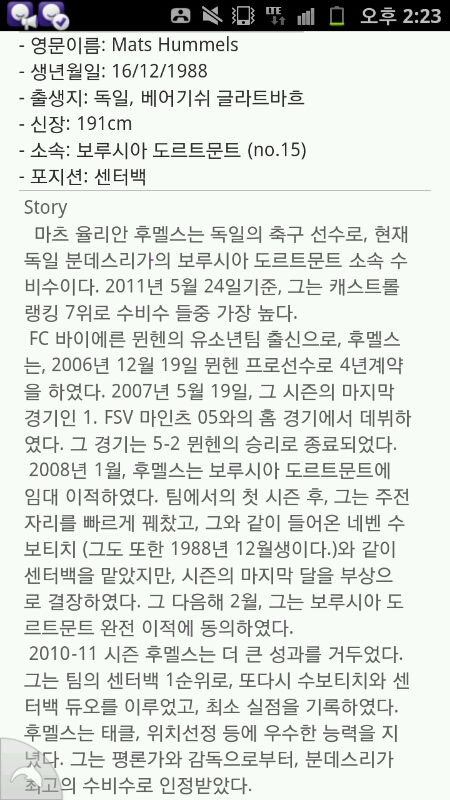 LTE 오후 2:23
- 영문이름: Mats Hummels
- 생년월일: 16/12/1988
- 출생지: 독일, 베어기쉬 글라트바흐
- 신장: 191cm
- 소속: 보루시아 도르트문트 (no.15)
- 포지션: 센터백
Story
마츠 율리안 후멜스는 독일의 축구 선수로, 현재
독일 분데스리가의 보루시아 도르트문트 소속 수
비수이다. 2011년 5월 24일기준, 그는 캐스트롤
랭킹 7위로 수비수 들중 가장 높다.
FC 바이에른 뮌헨의 유소년팀 출신으로, 후멜스
는, 2006년 12월 19일 뮌헨 프로선수로 4년계약
을 하였다. 2007년 5월 19일, 그 시즌의 마지막
경기인 1. FSV 마인츠 05와의 홈 경기에서 데뷔하
였다. 그 경기는 5-2 뮌헨의 승리로 종료되었다.
2008년 1월, 후멜스는 보루시아 도르트문트에
임대 이적하였다. 팀에서의 첫 시즌 후, 그는 주전
자리를 빠르게 꿰찼고, 그와 같이 들어온 네벤 수
보티치 (그도 또한 1988년 12월생이다.)와 같이
센터백을 맡았지만, 시즌의 마지막 달을 부상으
로 결장하였다. 그 다음해 2월, 그는 보루시아 도
르트문트 완전 이적에 동의하였다.
2010-11 시즌 후멜스는 더 큰 성과를 거두었다.
그는 팀의 센터백 1순위로, 또다시 수보티치와 센
터백 듀오를 이루었고, 최소 실점을 기록하였다.
후멜스는 태클, 위치선정 등에 우수한 능력을 지
녔다. 그는 평론가와 감독으로부터, 분데스리가
최고의 수비수로 인정받았다.